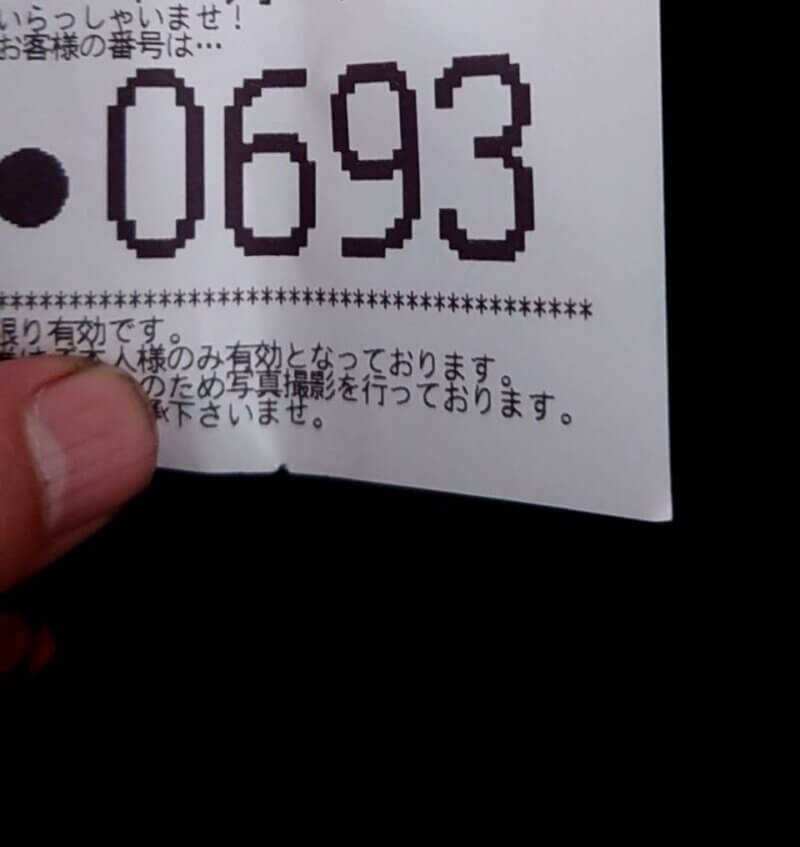 いらっしゃいませ！
お客様の番号は…
●0693
*****************************************
限り有効です。
本人様のみ有効となっております。
のため写真撮影を行っております。
承下さいませ。